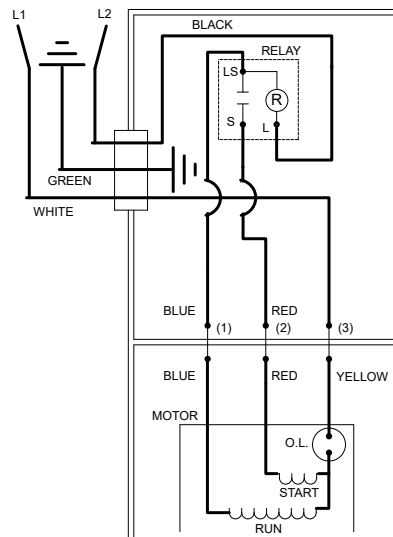 L1
L2
BLACK
RELAY
LS
R
S
L
GREEN
WHITE
BLUE
RED
(1)
(2)
(3)
BLUE
RED
YELLOW
MOTOR
O.L.
START
RUN